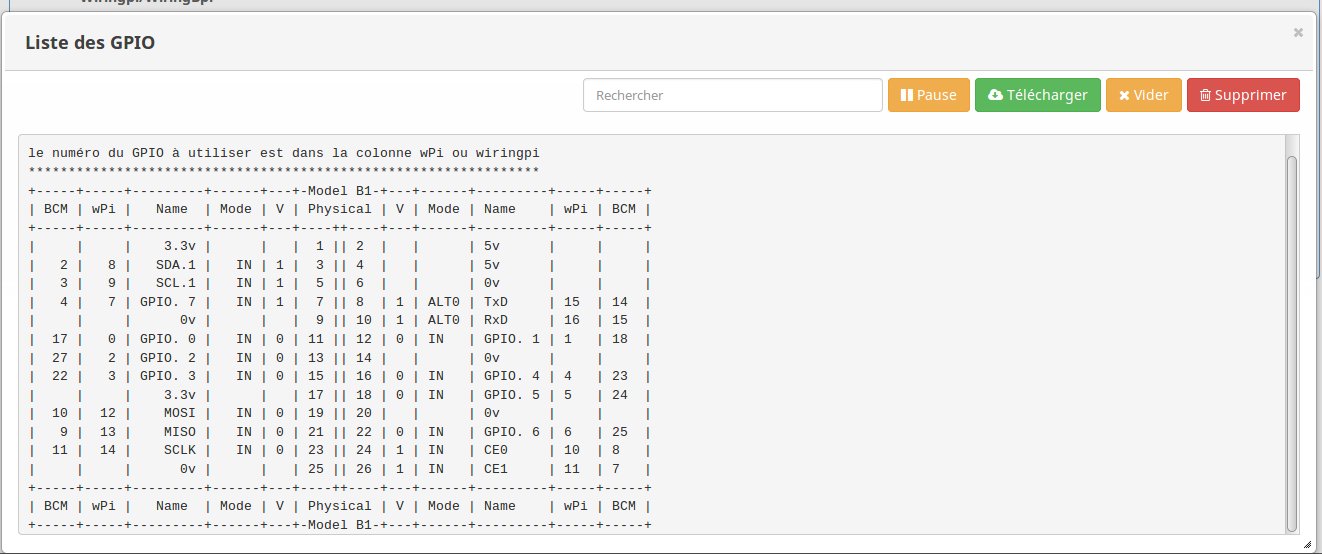 Liste des GPIO
×
Rechercher
Pause
Télécharger
Vider
Supprimer
le numéro du GPIO à utiliser est dans la colonne wPi ou wiringpi
****************************************************************
+-----+-----+---------+------+---+-Model B1-+---+------+---------+-----+-----+
| BCM | wPi |   Name  | Mode | V | Physical | V | Mode | Name    | wPi | BCM |
+-----+-----+---------+------+---+----++----+---+------+---------+-----+-----+
|     |     |    3.3v |      |   |  1 || 2  |   |      | 5v      |     |     |
|   2 |   8 |   SDA.1 |   IN | 1 |  3 || 4  |   |      | 5v      |     |     |
|   3 |   9 |   SCL.1 |   IN | 1 |  5 || 6  |   |      | 0v      |     |     |
|   4 |   7 | GPIO. 7 |   IN | 1 |  7 || 8  | 1 | ALT0 | TxD     | 15  | 14  |
|     |     |      0v |      |   |  9 || 10 | 1 | ALT0 | RxD     | 16  | 15  |
|  17 |   0 | GPIO. 0 |   IN | 0 | 11 || 12 | 0 | IN   | GPIO. 1 | 1   | 18  |
|  27 |   2 | GPIO. 2 |   IN | 0 | 13 || 14 |   |      | 0v      |     |     |
|  22 |   3 | GPIO. 3 |   IN | 0 | 15 || 16 | 0 | IN   | GPIO. 4 | 4   | 23  |
|     |     |    3.3v |      |   | 17 || 18 | 0 | IN   | GPIO. 5 | 5   | 24  |
|  10 |  12 |    MOSI |   IN | 0 | 19 || 20 |   |      | 0v      |     |     |
|   9 |  13 |    MISO |   IN | 0 | 21 || 22 | 0 | IN   | GPIO. 6 | 6   | 25  |
|  11 |  14 |    SCLK |   IN | 0 | 23 || 24 | 1 | IN   | CE0     | 10  | 8   |
|     |     |      0v |      |   | 25 || 26 | 1 | IN   | CE1     | 11  | 7   |
+-----+-----+---------+------+---+----++----+---+------+---------+-----+-----+
| BCM | wPi |   Name  | Mode | V | Physical | V | Mode | Name    | wPi | BCM |
+-----+-----+---------+------+---+-Model B1-+---+------+---------+-----+-----+